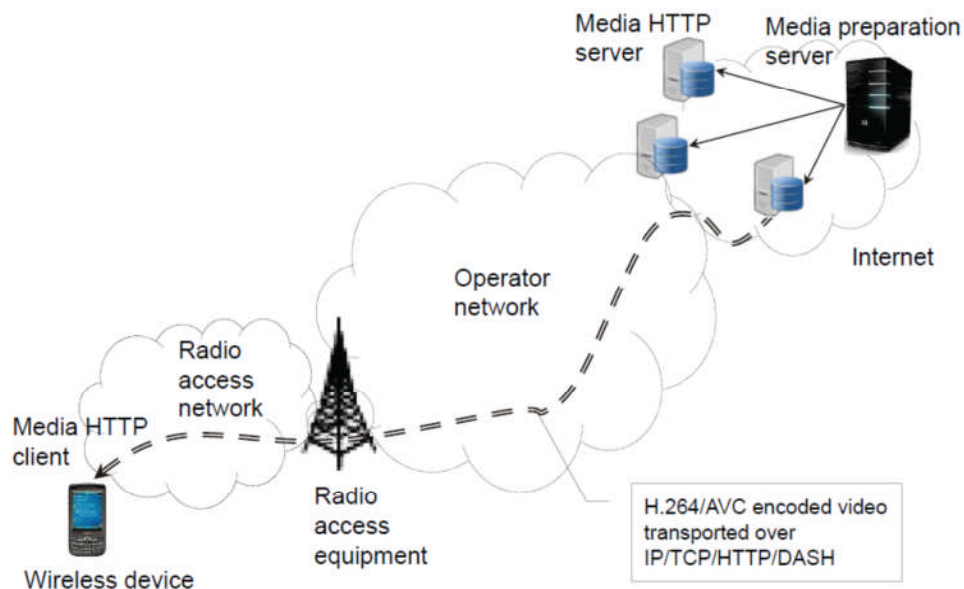 Media HTTP
server
Media preparation
server
Internet
Operator
network
Radio
access
network
Media HTTP
client
Radio
access
equipment
H.264/AVC encoded video
transported over
IP/TCP/HTTP/DASH
Wireless device